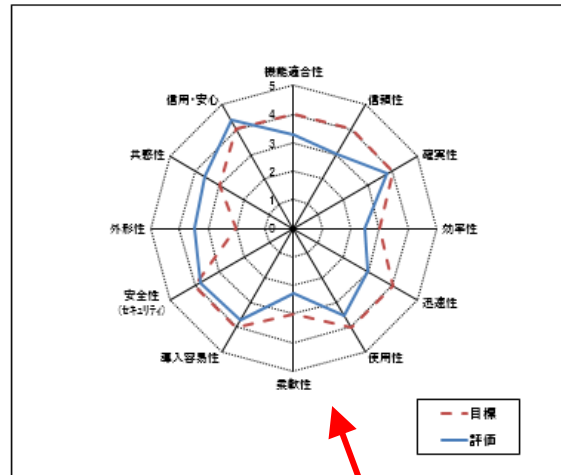 機能適合性
信用・安心
信頼性
共感性
確実性
外形性
効率性
安全性
(セキュリティ)
迅速性
導入容易性
使用性
柔軟性
5
4
3
2
1
0
目標
評価